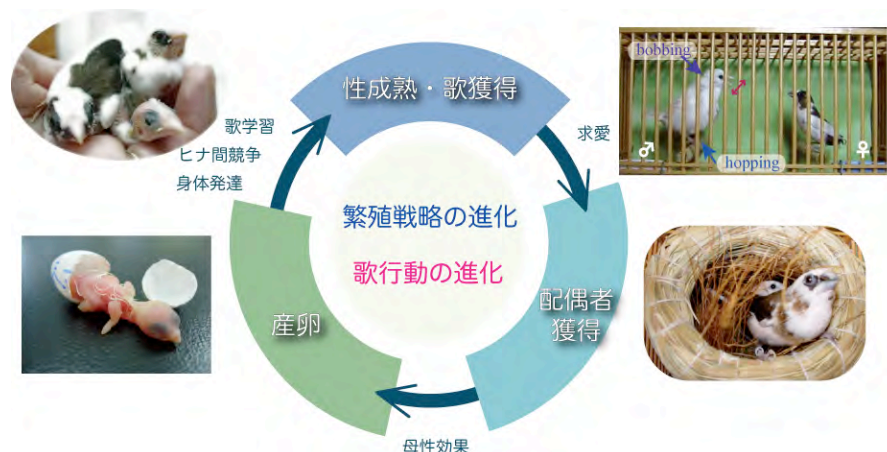 性成熟・歌獲得
bobbing
hopping
♂
♀
求愛
歌学習
ヒナ間競争
身体発達
繁殖戦略の進化
歌行動の進化
配偶者
獲得
産卵
母性効果